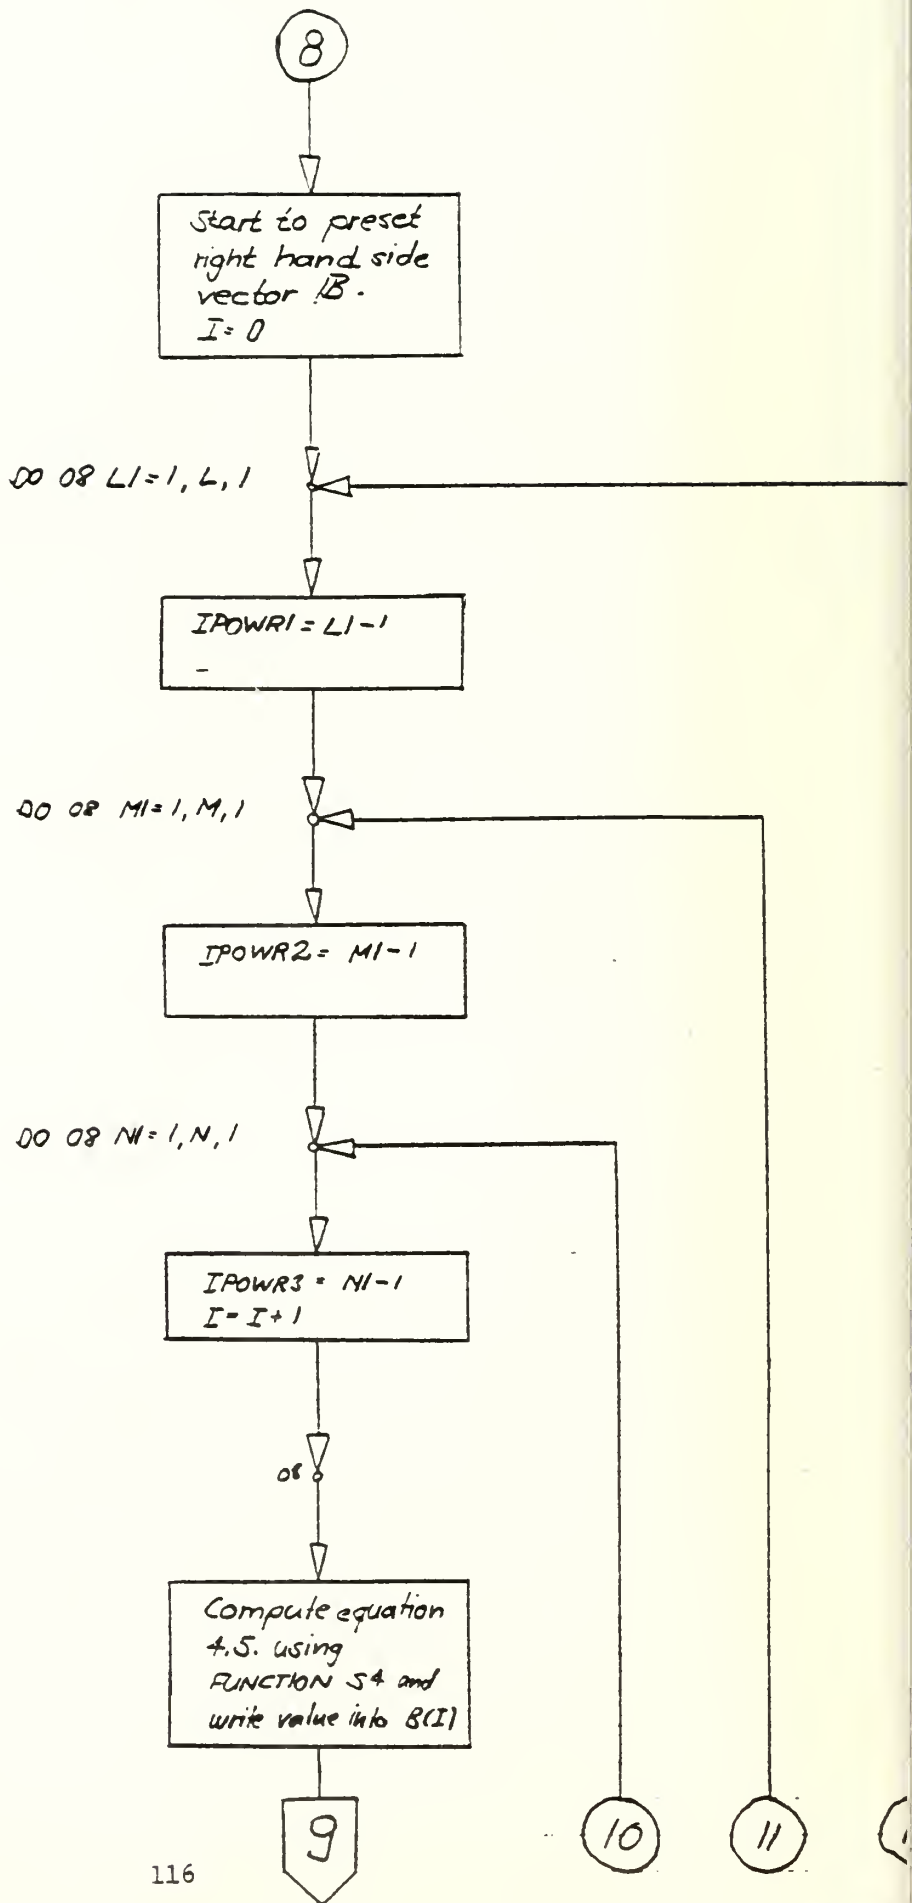 8
Start to preset
right hand side
vector B.
I=0
DO 08 L1=1, L, 1
IPOWR1=L1-1
DO 08 M1=1, M, 1
IPOWR2= M1-1
DO 08 N1=1, N, 1
IPOWR3 = N1-1
I=I+1
08
Compute equation
4.5. using
FUNCTION S4 and
write value into B(I)
9
10
11
116